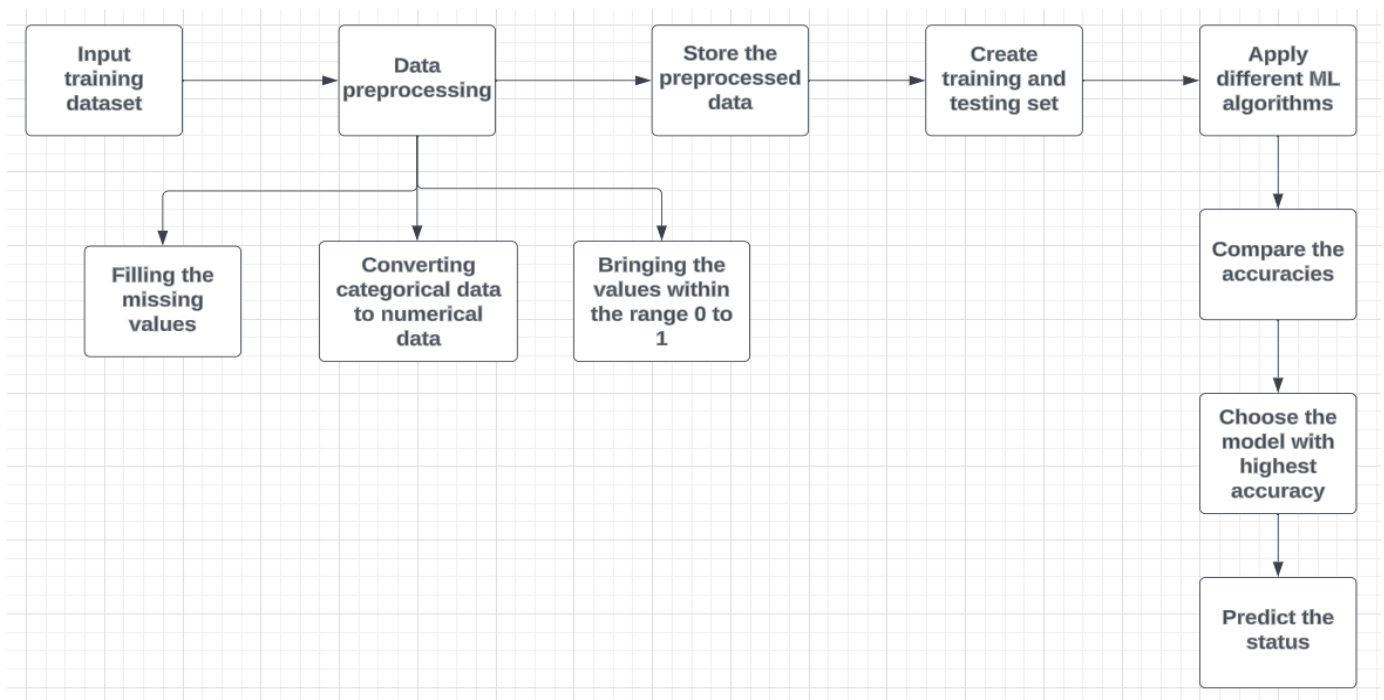 Input
training
dataset
Data
preprocessing
Store the
preprocessed
data
Create
training and
testing set
Apply
different ML
algorithms
Filling the
missing
values
Converting
categorical data
to numerical
data
Bringing the
values within
the range 0 to
1
Compare the
accuracies
Choose the
model with
highest
accuracy
Predict the
status